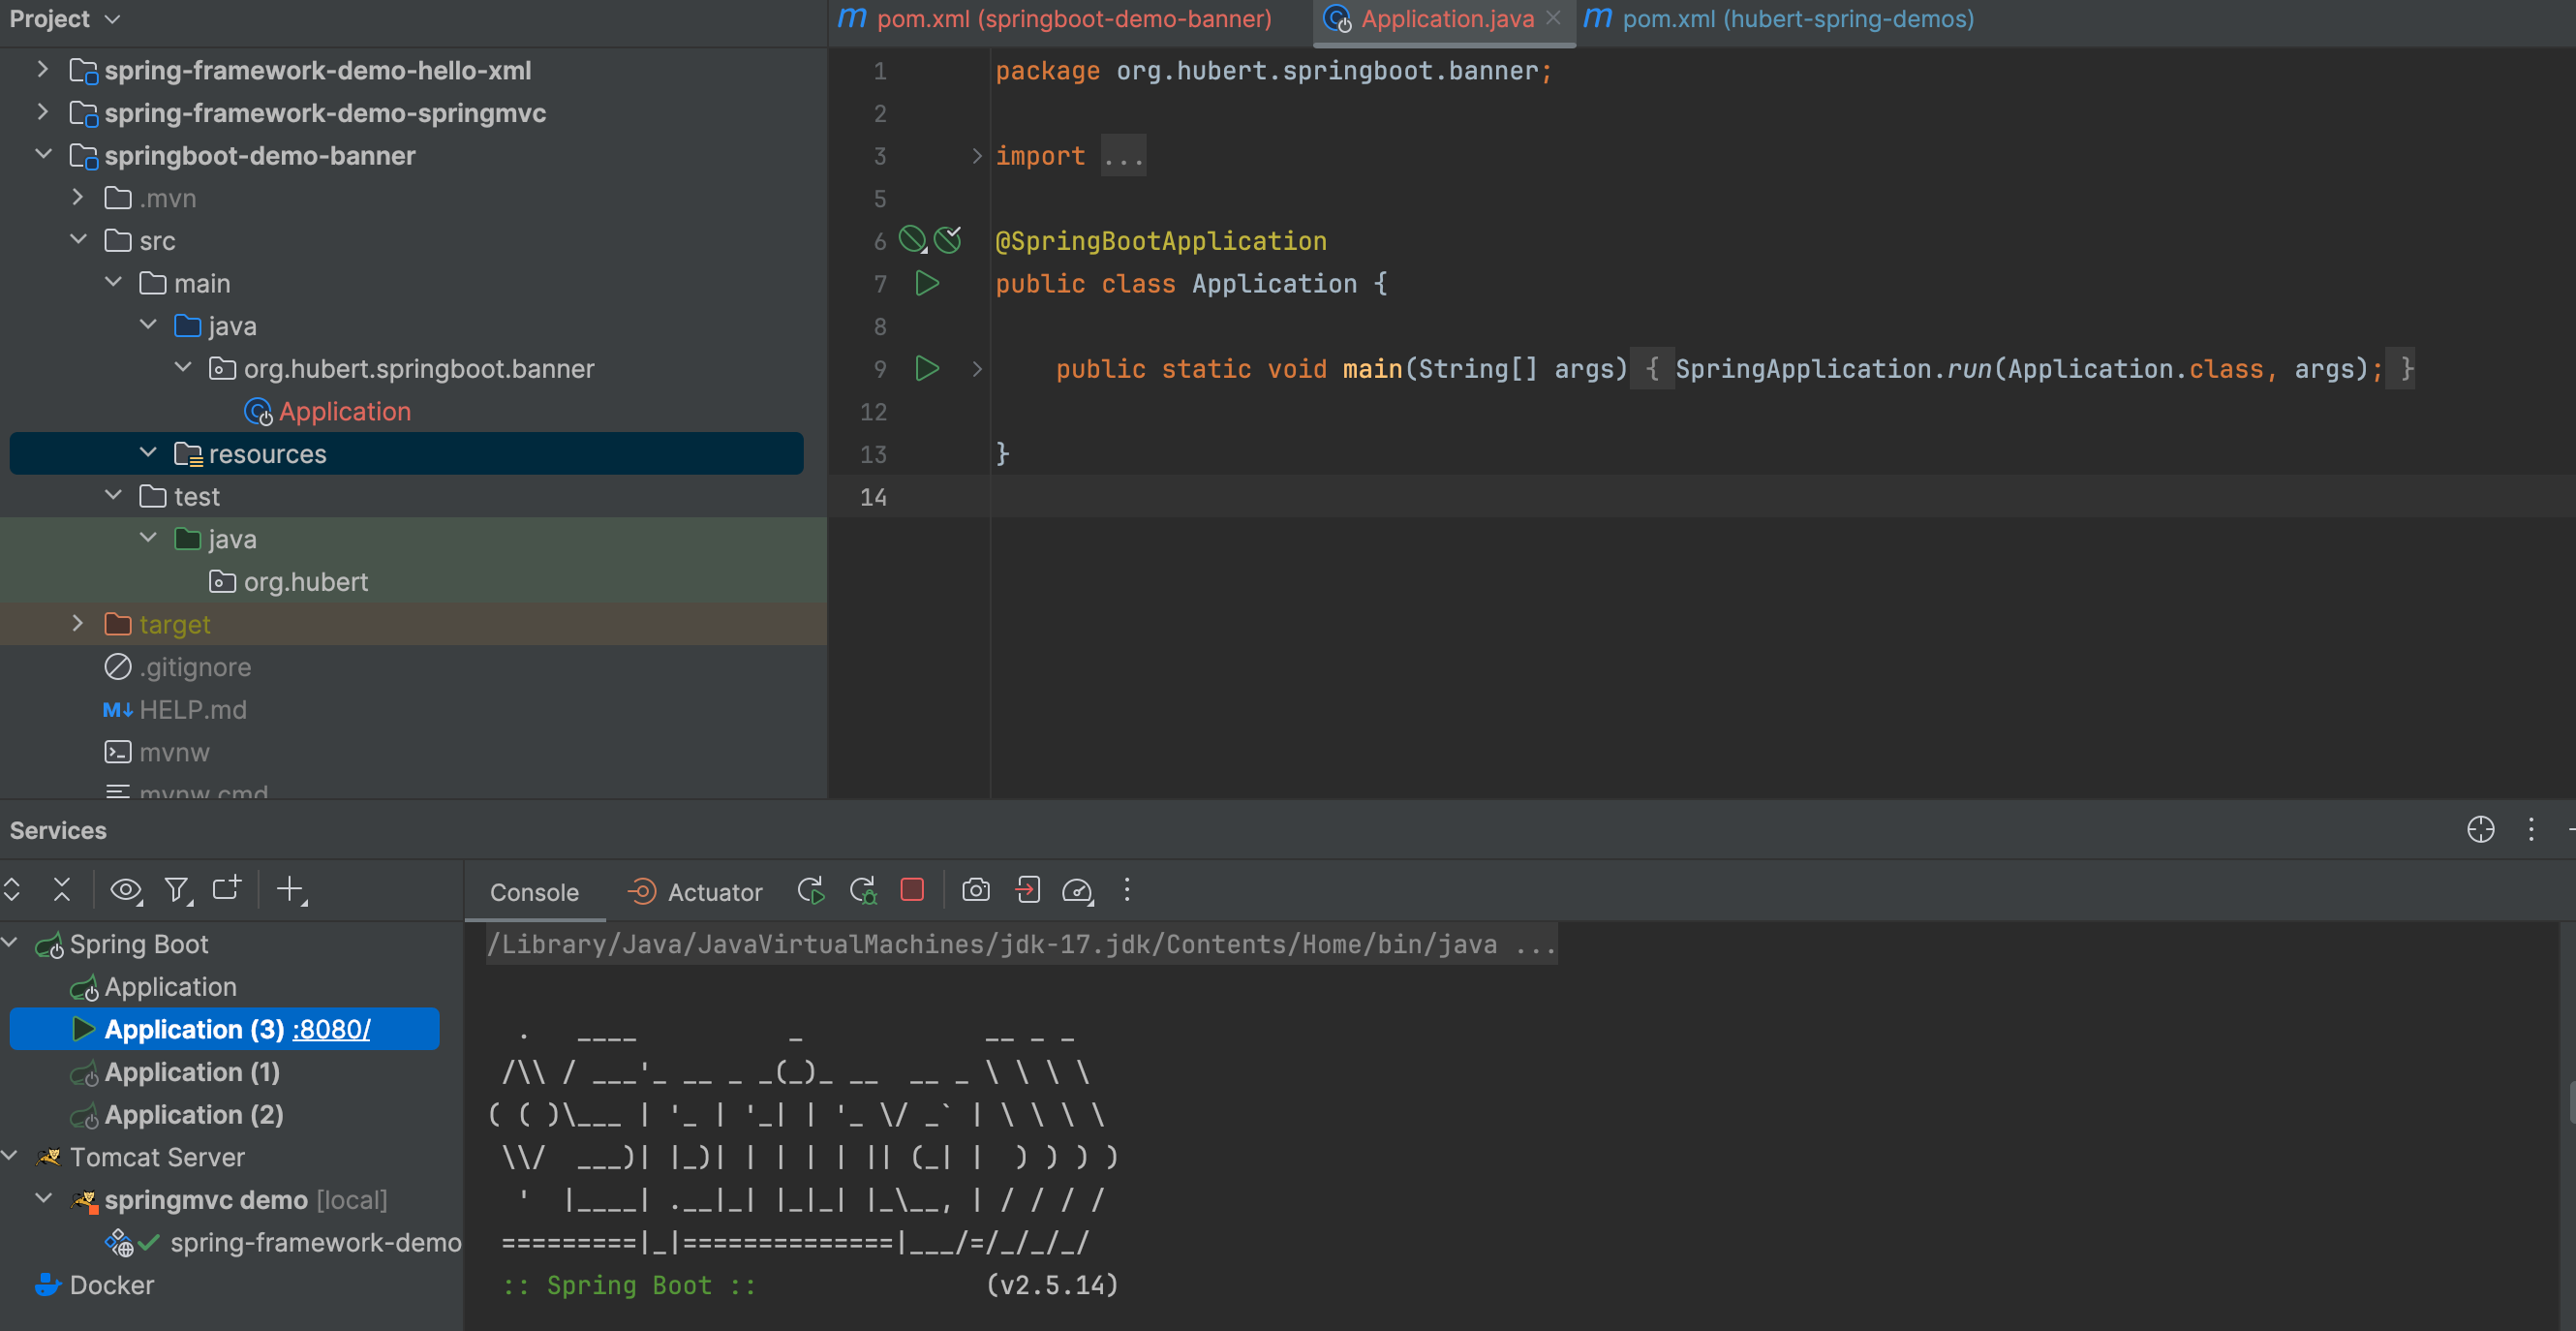 Project
spring-framework-demo-hello-xml
spring-framework-demo-springmvc
springboot-demo-banner
.mvn
src
main
java
org.hubert.springboot.banner
Application
resources
test
java
org.hubert
target
.gitignore
HELP.md
mvnw
mvnw.cmd
pom.xml (springboot-demo-banner)
Application.java
pom.xml (hubert-spring-demos)
1 package org.hubert.springboot.banner;
2
3 import ...
5
6 @SpringBootApplication
7 public class Application {
8
9     public static void main(String[] args) { SpringApplication.run(Application.class, args); }
12
13 }
14
Services
Console Actuator
Spring Boot
Application
Application (3) :8080/
Application (1)
Application (2)
Tomcat Server
springmvc demo [local]
spring-framework-demo
Docker
/Library/Java/JavaVirtualMachines/jdk-17.jdk/Contents/Home/bin/java ...
  .   ____          _            __ _ _
 /\\ / ___'_ __ _ _(_)_ __  __ _ \ \ \ \
( ( )\___ | '_ | '_| | '_ \/ _` | \ \ \ \
 \\/  ___)| |_)| | | | | || (_| |  ) ) ) )
  '  |____| .__|_| |_|_| |_\__, | / / / /
 =========|_|==============|___/=/_/_/_/
 :: Spring Boot ::               (v2.5.14)